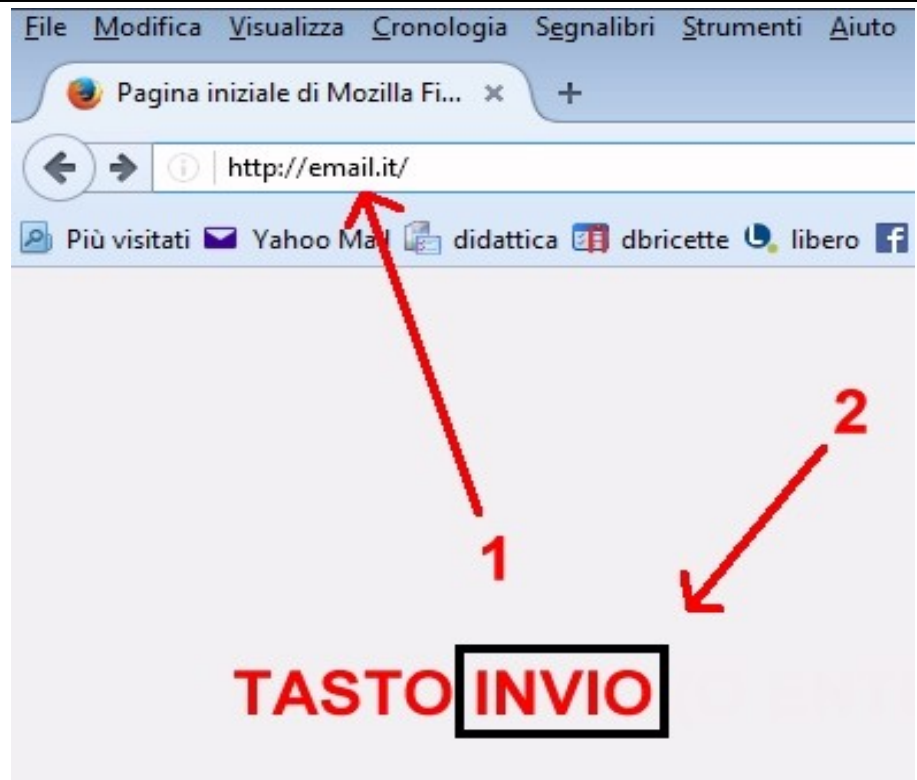 File Modifica Visualizza Cronologia Segnalibri Strumenti Aiuto
Pagina iniziale di Mozilla Fi... × +
http://email.it/
Più visitati Yahoo Mail didattica dbricette libero
2
1
TASTO INVIO